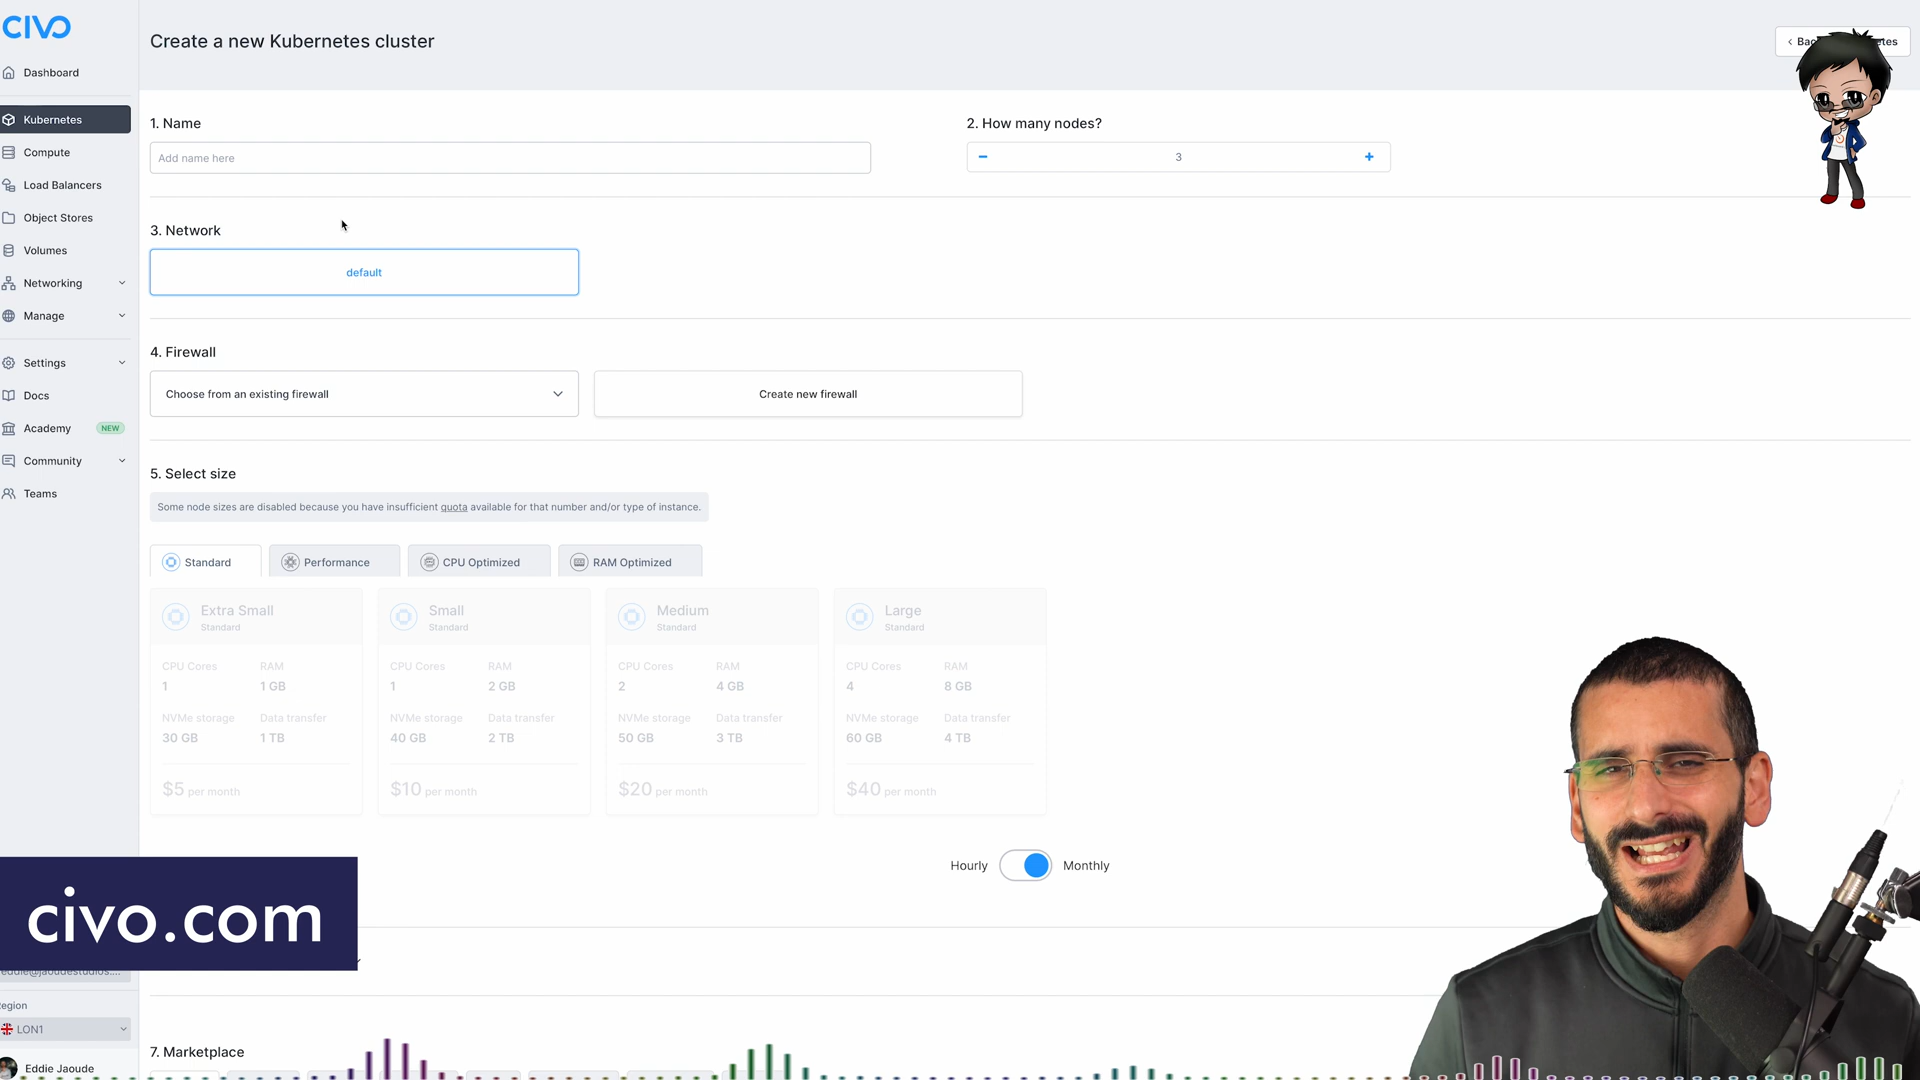 CIVO
Dashboard
Kubernetes
Compute
Load Balancers
Object Stores
Volumes
Networking
Manage
Settings
Docs
Academy NEW
Community
Teams
LON1
Eddie Jaoude
Create a new Kubernetes cluster
1. Name
Add name here
2. How many nodes?
3
3. Network
default
4. Firewall
Choose from an existing firewall
Create new firewall
5. Select size
Some node sizes are disabled because you have insufficient quota available for that number and/or type of instance.
Standard
Performance
CPU Optimized
RAM Optimized
Extra Small
Standard
CPU Cores RAM
1 1 GB
NVMe storage Data transfer
30 GB 1 TB
$5 per month
Small
Standard
CPU Cores RAM
1 2 GB
NVMe storage Data transfer
40 GB 2 TB
$10 per month
Medium
Standard
CPU Cores RAM
2 4 GB
NVMe storage Data transfer
50 GB 3 TB
$20 per month
Large
Standard
CPU Cores RAM
4 8 GB
NVMe storage Data transfer
60 GB 4 TB
$40 per month
Hourly
Monthly
civo.com
7. Marketplace